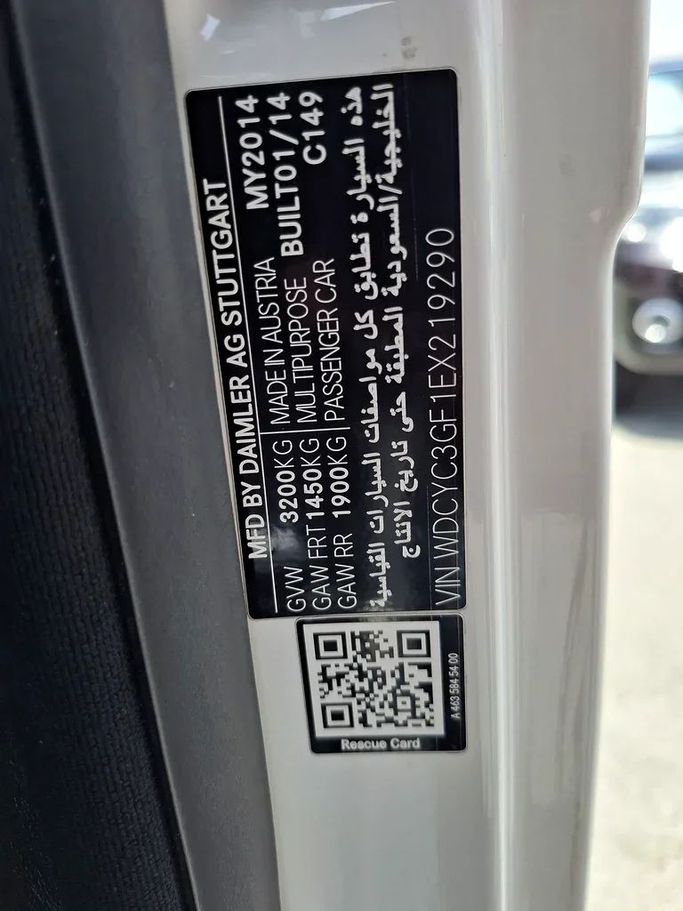 MFD BY DAIMLER AG STUTTGART
GVW 3200KG MADE IN AUSTRIA MY2014
GAW FRT 1450KG MULTIPURPOSE BUILT01/14
GAW RR 1900KG PASSENGER CAR C149
هذه السيارة تطابق كل مواصفات السيارات القياسية
الخليجية/السعودية المطبقة حتى تاريخ الانتاج
VIN WDCYC3GF1EX219290
A 463 584 54 00
Rescue Card